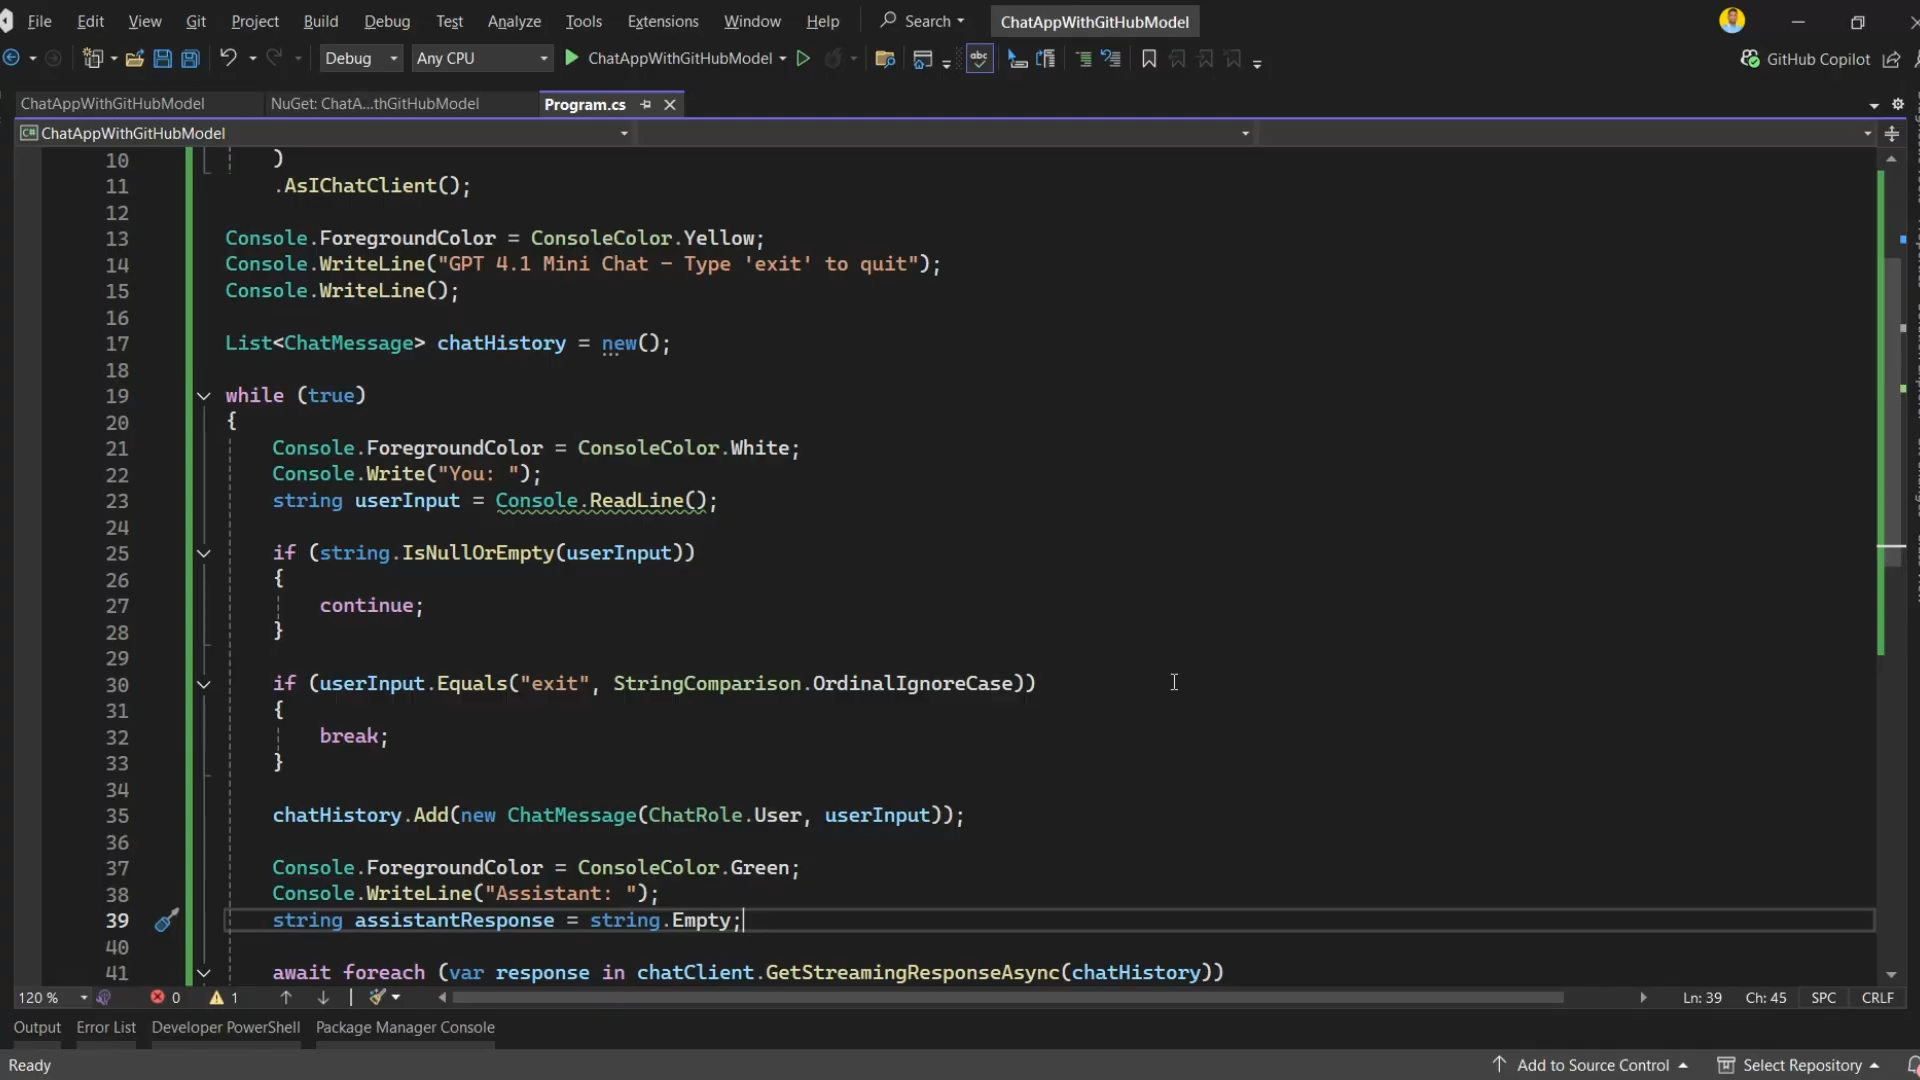 File Edit View Git Project Build Debug Test Analyze Tools Extensions Window Help Search ChatAppWithGitHubModel
Debug Any CPU ChatAppWithGitHubModel abc GitHub Copilot
ChatAppWithGitHubModel NuGet: ChatA...thGitHubModel Program.cs
C# ChatAppWithGitHubModel
10 )
11 .AsIChatClient();
12
13 Console.ForegroundColor = ConsoleColor.Yellow;
14 Console.WriteLine("GPT 4.1 Mini Chat - Type 'exit' to quit");
15 Console.WriteLine();
16
17 List<ChatMessage> chatHistory = new();
18
19 while (true)
20 {
21 Console.ForegroundColor = ConsoleColor.White;
22 Console.Write("You: ");
23 string userInput = Console.ReadLine();
24
25 if (string.IsNullOrEmpty(userInput))
26 {
27 continue;
28 }
29
30 if (userInput.Equals("exit", StringComparison.OrdinalIgnoreCase))
31 {
32 break;
33 }
34
35 chatHistory.Add(new ChatMessage(ChatRole.User, userInput));
36
37 Console.ForegroundColor = ConsoleColor.Green;
38 Console.WriteLine("Assistant: ");
39 string assistantResponse = string.Empty;
40
41 await foreach (var response in chatClient.GetStreamingResponseAsync(chatHistory))
120 % 0 1 Ln: 39 Ch: 45 SPC CRLF
Output Error List Developer PowerShell Package Manager Console
Ready Add to Source Control Select Repository